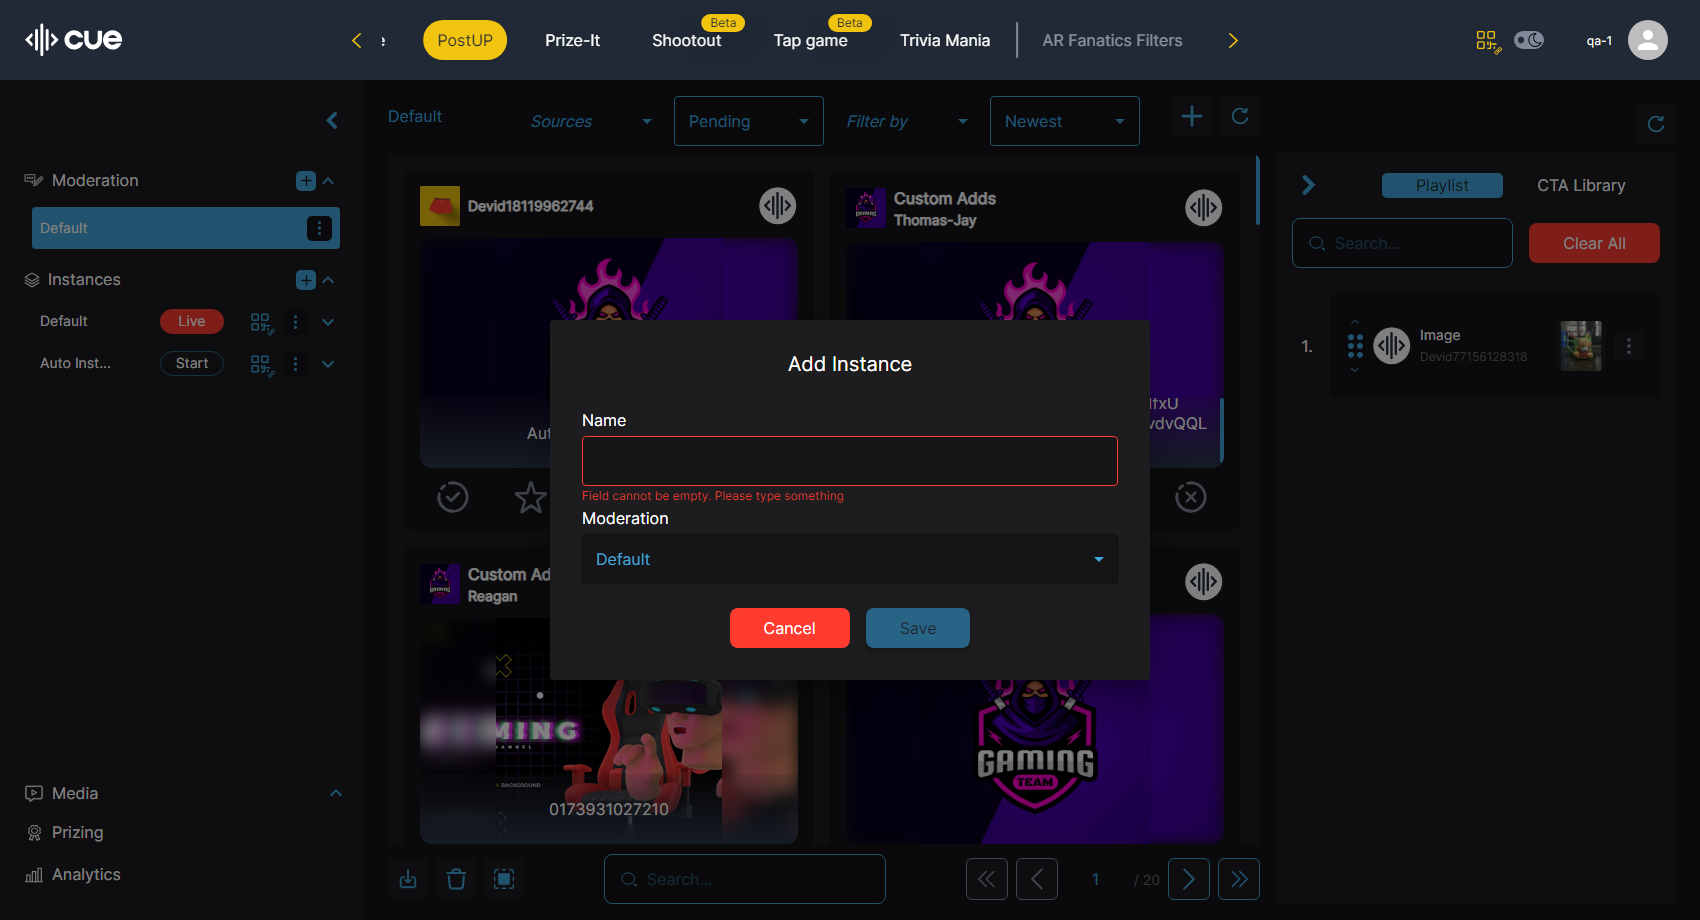 cue
e
PostUP
Prize-It
Shootout
Beta
Tap game
Beta
Trivia Mania
AR Fanatics Filters
qa-1
Moderation
Default
Instances
Default
Live
Auto Inst...
Start
Media
Prizing
Analytics
Default
Sources
Pending
Filter by
Newest
Devid18119962744
Aut
Custom Adds
Thomas-Jay
lfxU
vdvQQL
Custom Ad
Reagan
MING
BACKGROUND
0173931027210
GAMING
TEAM
Add Instance
Name
Field cannot be empty. Please type something
Moderation
Default
Cancel
Save
Search...
1
/ 20
Playlist
CTA Library
Search...
Clear All
1.
Image
Devid77156128318